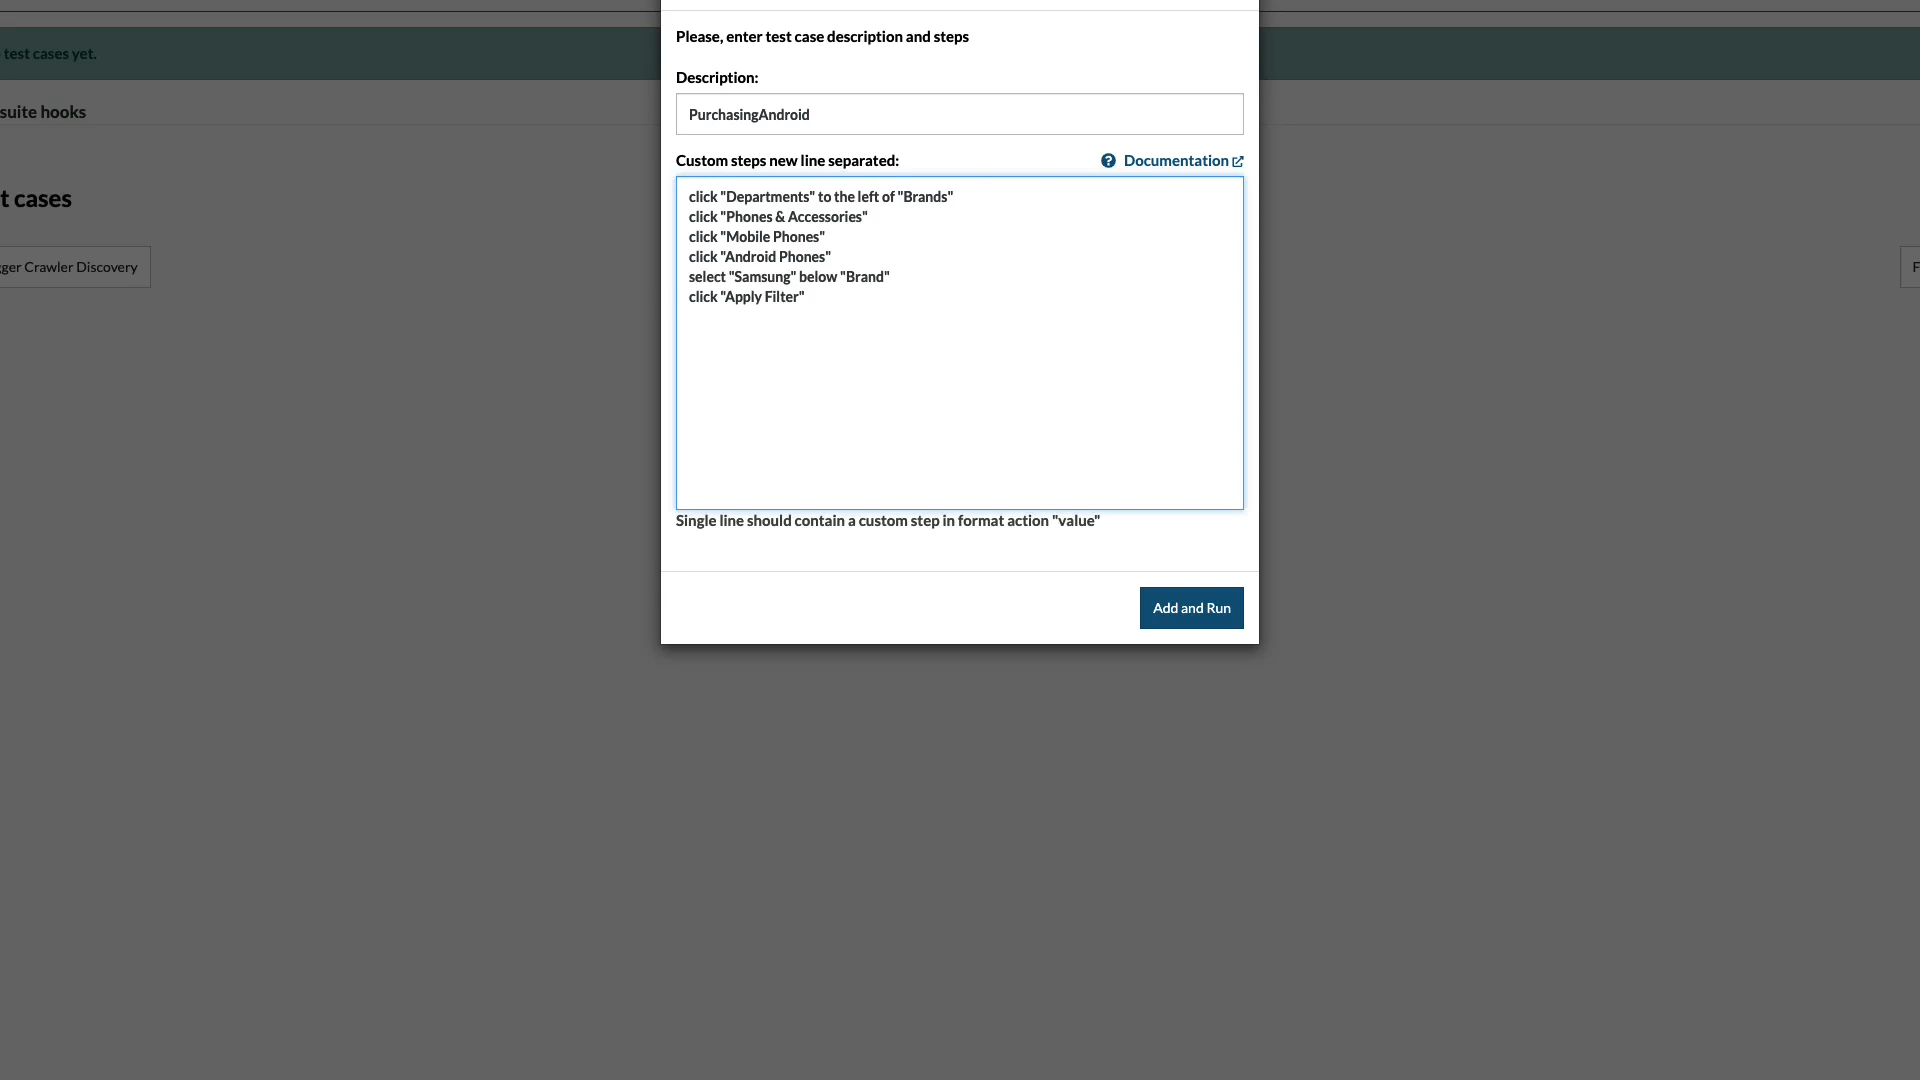 Please, enter test case description and steps
test cases yet.
Description:
suite hooks
PurchasingAndroid
Custom steps new line separated:
Documentation
t cases
click "Departments" to the left of "Brands"
click "Phones & Accessories"
click "Mobile Phones"
click "Android Phones"
select "Samsung" below "Brand"
click "Apply Filter"
gger Crawler Discovery
F
Single line should contain a custom step in format action "value"
Add and Run